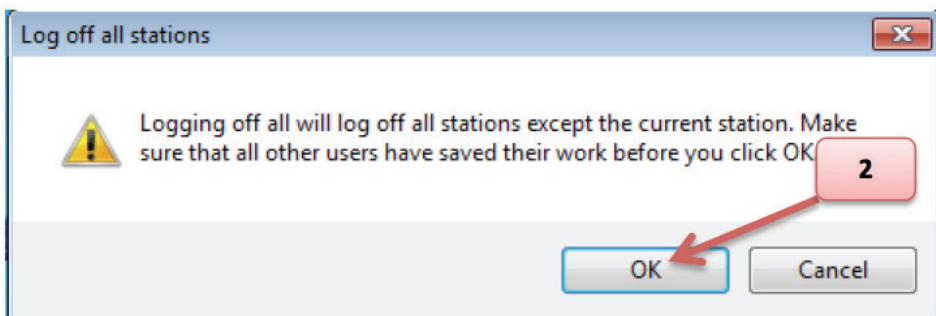 Log off all stations
Logging off all will log off all stations except the current station. Make
sure that all other users have saved their work before you click OK
2
OK
Cancel